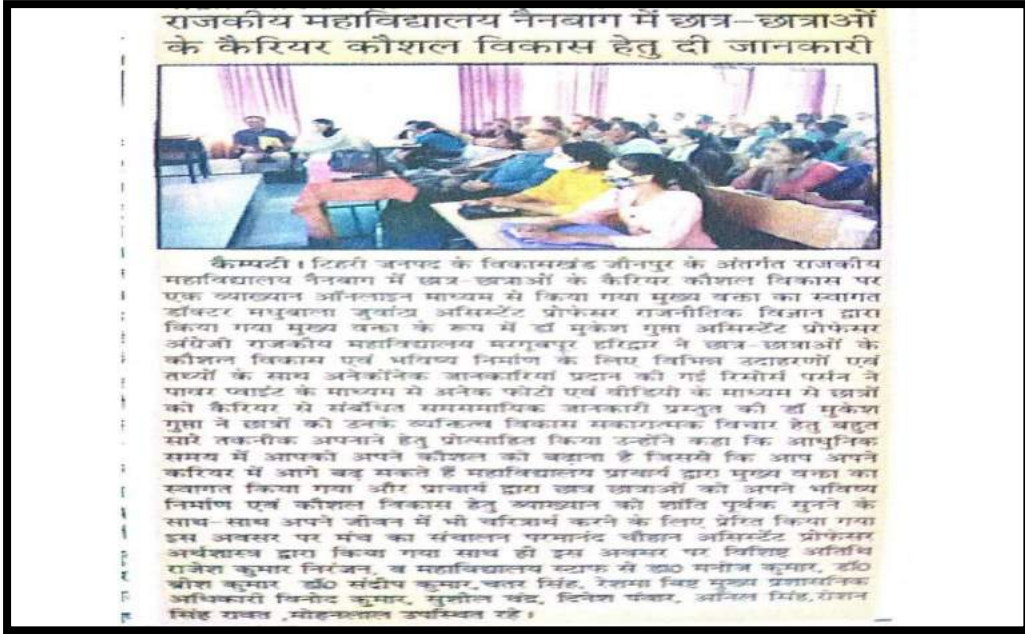 राजकीय महाविद्यालय नैनबाग में छात्र-छात्राओं
के कैरियर कौशल विकास हेतु दी जानकारी
कैम्पटी। टिहरी जनपद के विकासखंड जौनपुर के अंतर्गत राजकीय
महाविद्यालय नैनबाग में छात्र-छात्राओं के कैरियर कौशल विकास पर
एक व्याख्यान ऑनलाइन माध्यम से किया गया मुख्य वक्ता का स्वागत
डॉक्टर मधुबाला जुवांठा असिस्टेंट प्रोफेसर राजनीतिक विज्ञान द्वारा
किया गया मुख्य वक्ता के रूप में डॉ मुकेश गुप्ता असिस्टेंट प्रोफेसर
अंग्रेजी राजकीय महाविद्यालय मरगूबपुर हरिद्वार ने छात्र-छात्राओं के
कौशल विकास एवं भविष्य निर्माण के लिए विभिन्न उदाहरणों एवं
तथ्यों के साथ अनेकोनेक जानकारियां प्रदान की गई रिसोर्स पर्सन ने
पावर प्वाईंट के माध्यम से अनेक फोटो एवं वीडियो के माध्यम से छात्रों
को कैरियर से संबंधित समसमायिक जानकारी प्रस्तुत की डॉ मुकेश
गुप्ता ने छात्रों को उनके व्यक्तित्व विकास सकारात्मक विचार हेतु बहुत
सारे तकनीक अपनाने हेतु प्रोत्साहित किया उन्होंने कहा कि आधुनिक
समय में आपको अपने कौशल को बढ़ाना है जिससे कि आप अपने
करियर में आगे बढ़ सकते हैं महाविद्यालय प्राचार्य द्वारा मुख्य वक्ता का
स्वागत किया गया और प्राचार्य द्वारा छात्र छात्राओं को अपने भविष्य
निर्माण एवं कौशल विकास हेतु व्याख्यान को शांति पूर्वक सुनने के
साथ-साथ अपने जीवन में भी चरित्रार्थ करने के लिए प्रेरित किया गया
इस अवसर पर मंच का संचालन परमानंद चौहान असिस्टेंट प्रोफेसर
अर्थशास्त्र द्वारा किया गया साथ ही इस अवसर पर विशिष्ट अतिथि
राजेश कुमार निरंजन, व महाविद्यालय स्टाफ से डा0 मनोज कुमार, डॉ0
ब्रीश कुमार डॉ0 संदीप कुमार, चतर सिंह, रेशमा बिष्ट मुख्य प्रशासनिक
अधिकारी विनोद कुमार, सुशील चंद्र, दिनेश पंवार, अनिल सिंह,रोशन
सिंह रावत ,मोहनलाल उपस्थित रहे।